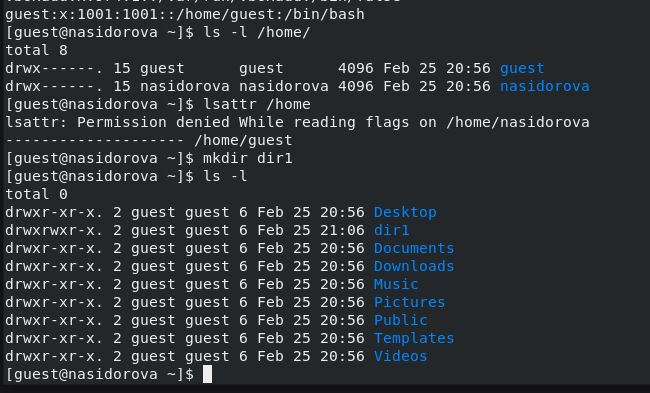 guest:x:1001:1001::/home/guest:/bin/bash
[guest@nasidorova ~]$ ls -l /home/
total 8
drwx------. 15 guest      guest      4096 Feb 25 20:56 guest
drwx------. 15 nasidorova nasidorova 4096 Feb 25 20:56 nasidorova
[guest@nasidorova ~]$ lsattr /home
lsattr: Permission denied While reading flags on /home/nasidorova
-------------------- /home/guest
[guest@nasidorova ~]$ mkdir dir1
[guest@nasidorova ~]$ ls -l
total 0
drwxr-xr-x. 2 guest guest 6 Feb 25 20:56 Desktop
drwxrwxr-x. 2 guest guest 6 Feb 25 21:06 dir1
drwxr-xr-x. 2 guest guest 6 Feb 25 20:56 Documents
drwxr-xr-x. 2 guest guest 6 Feb 25 20:56 Downloads
drwxr-xr-x. 2 guest guest 6 Feb 25 20:56 Music
drwxr-xr-x. 2 guest guest 6 Feb 25 20:56 Pictures
drwxr-xr-x. 2 guest guest 6 Feb 25 20:56 Public
drwxr-xr-x. 2 guest guest 6 Feb 25 20:56 Templates
drwxr-xr-x. 2 guest guest 6 Feb 25 20:56 Videos
[guest@nasidorova ~]$